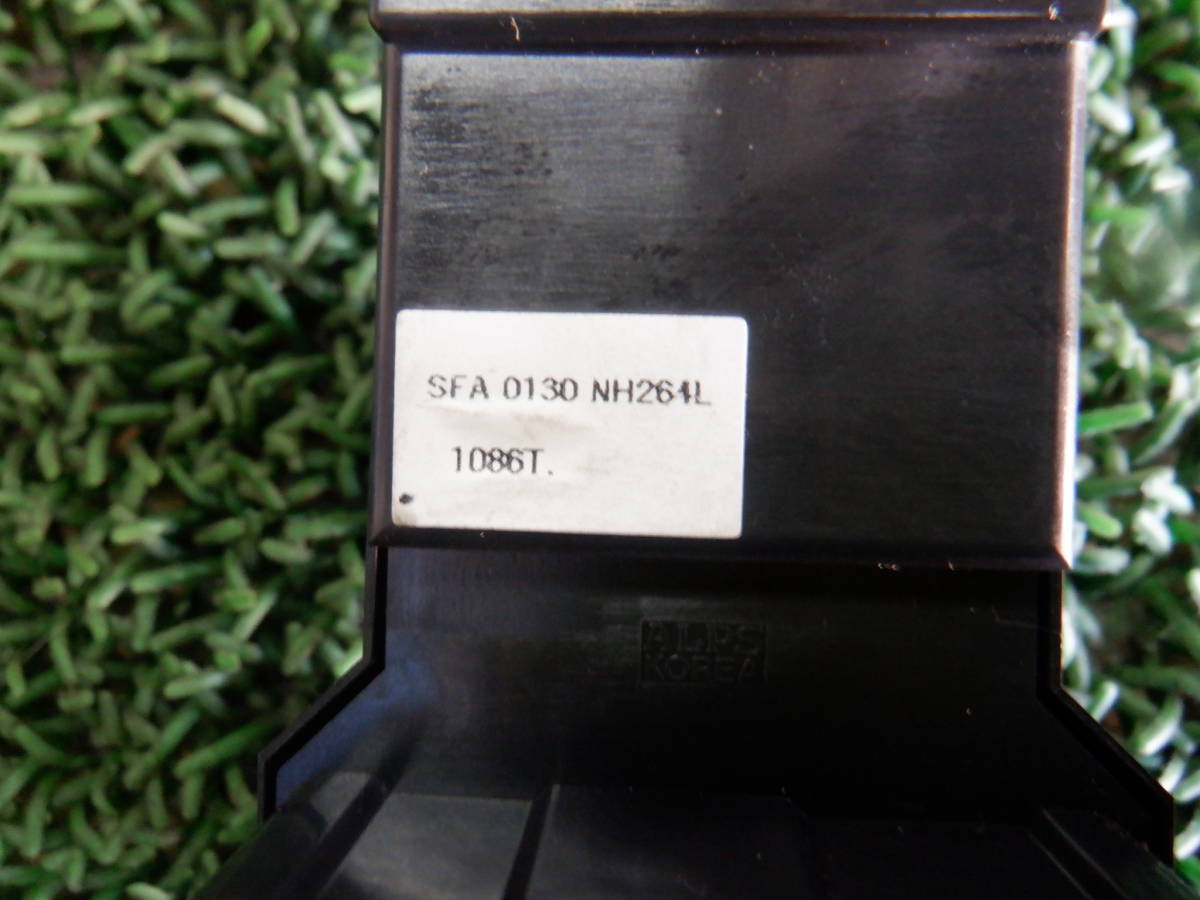 SFA 0130 NH264L
1086T.
ALPS
KOREA